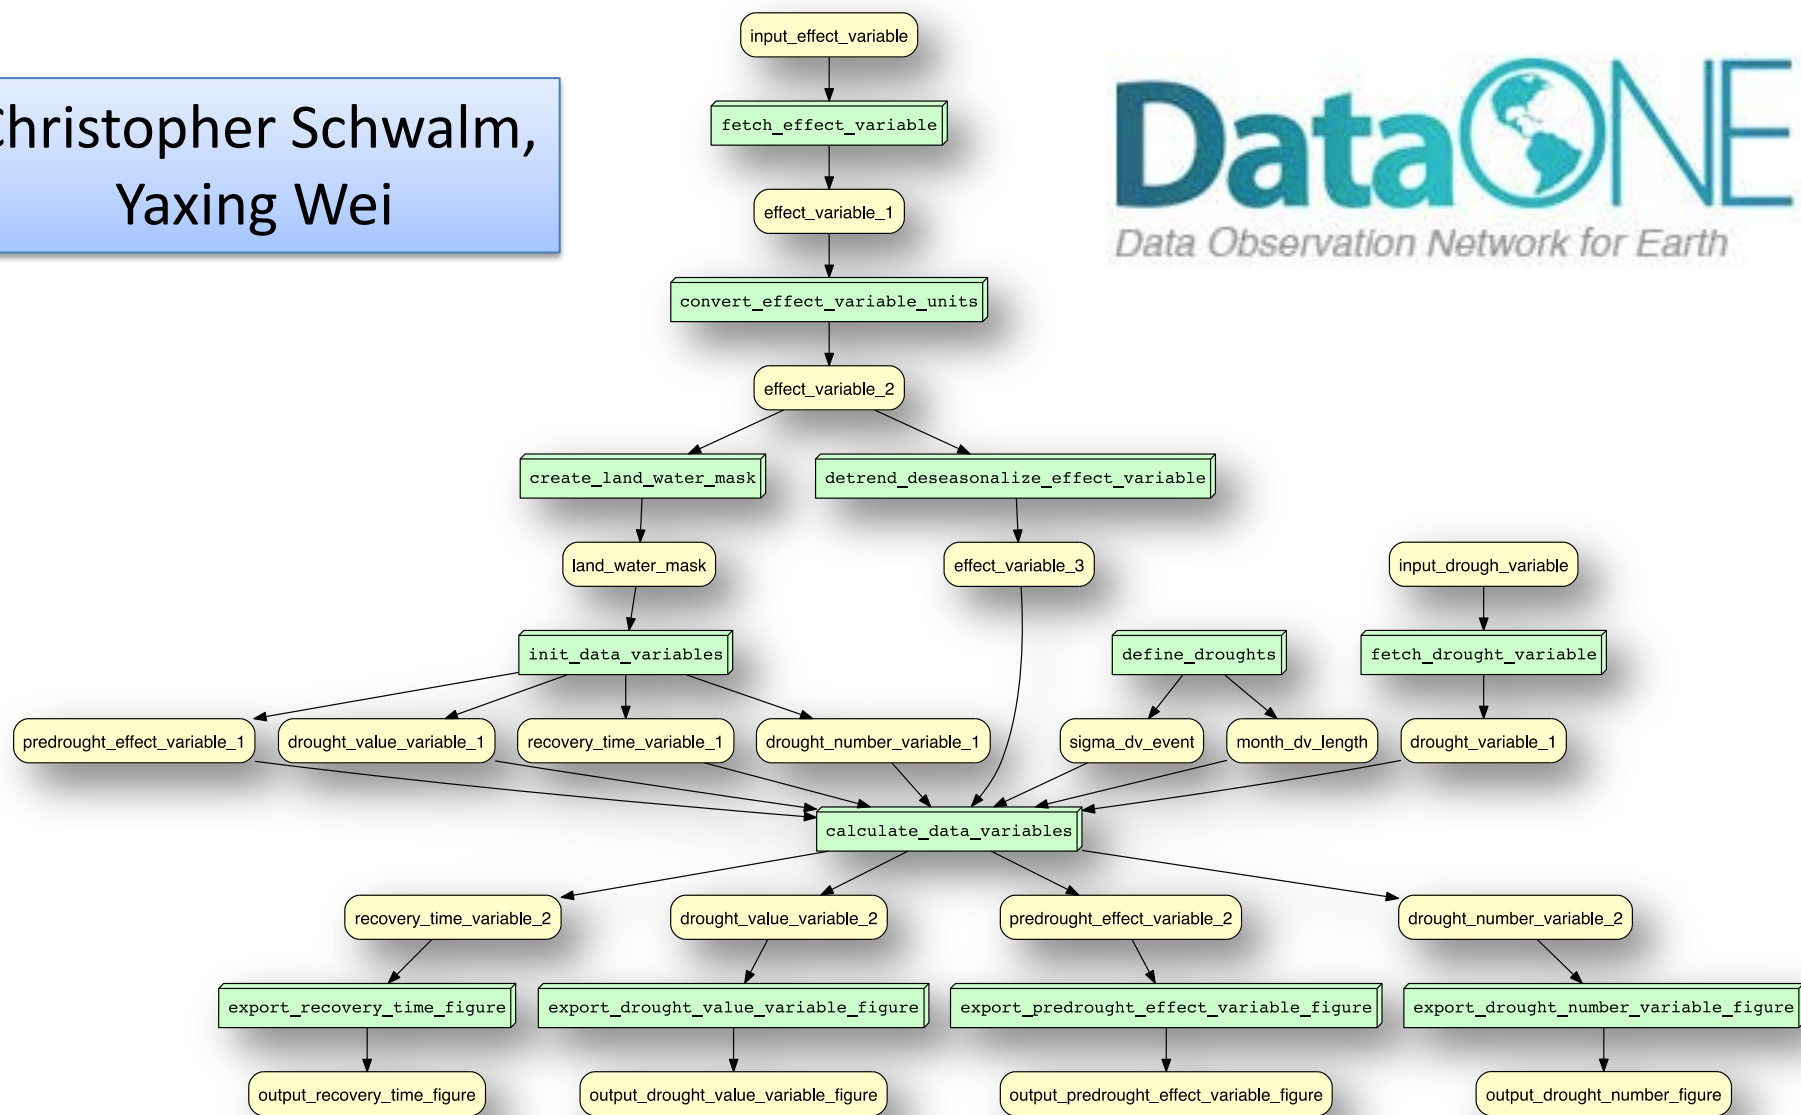 input_effect_variable
Christopher Schwalm,
Yaxing Wei
DataONE
Data Observation Network for Earth
fetch_effect_variable
effect_variable_1
convert_effect_variable_units
effect_variable_2
create_land_water_mask
detrend_deseasonalize_effect_variable
land_water_mask
effect_variable_3
input_drough_variable
init_data_variables
define_droughts
fetch_drought_variable
predrought_effect_variable_1
drought_value_variable_1
recovery_time_variable_1
drought_number_variable_1
sigma_dv_event
month_dv_length
drought_variable_1
calculate_data_variables
recovery_time_variable_2
drought_value_variable_2
predrought_effect_variable_2
drought_number_variable_2
export_recovery_time_figure
export_drought_value_variable_figure
export_predrought_effect_variable_figure
export_drought_number_variable_figure
output_recovery_time_figure
output_drought_value_variable_figure
output_predrought_effect_variable_figure
output_drought_number_figure